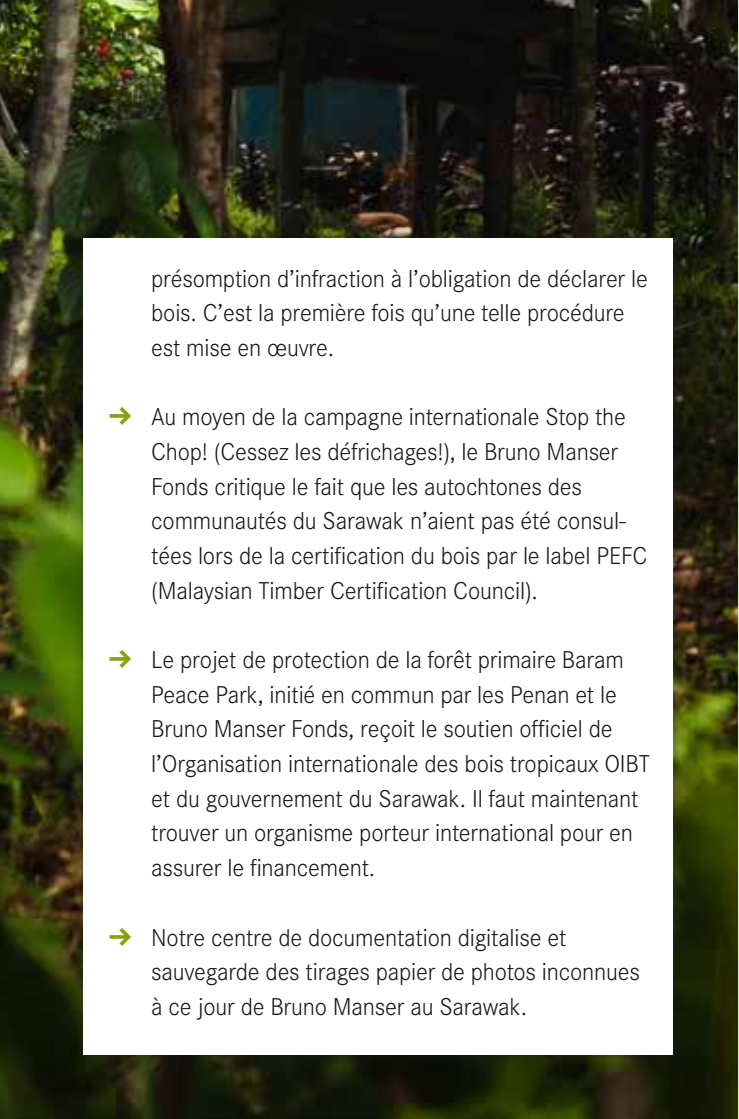 présomption d'infraction à l'obligation de déclarer le
bois. C'est la première fois qu'une telle procédure
est mise en œuvre.
→ Au moyen de la campagne internationale Stop the
Chop! (Cessez les défrichages!), le Bruno Manser
Fonds critique le fait que les autochtones des
communautés du Sarawak n'aient pas été consul-
tées lors de la certification du bois par le label PEFC
(Malaysian Timber Certification Council).
→ Le projet de protection de la forêt primaire Baram
Peace Park, initié en commun par les Penan et le
Bruno Manser Fonds, reçoit le soutien officiel de
l'Organisation internationale des bois tropicaux OIBT
et du gouvernement du Sarawak. Il faut maintenant
trouver un organisme porteur international pour en
assurer le financement.
→ Notre centre de documentation digitalise et
sauvegarde des tirages papier de photos inconnues
à ce jour de Bruno Manser au Sarawak.